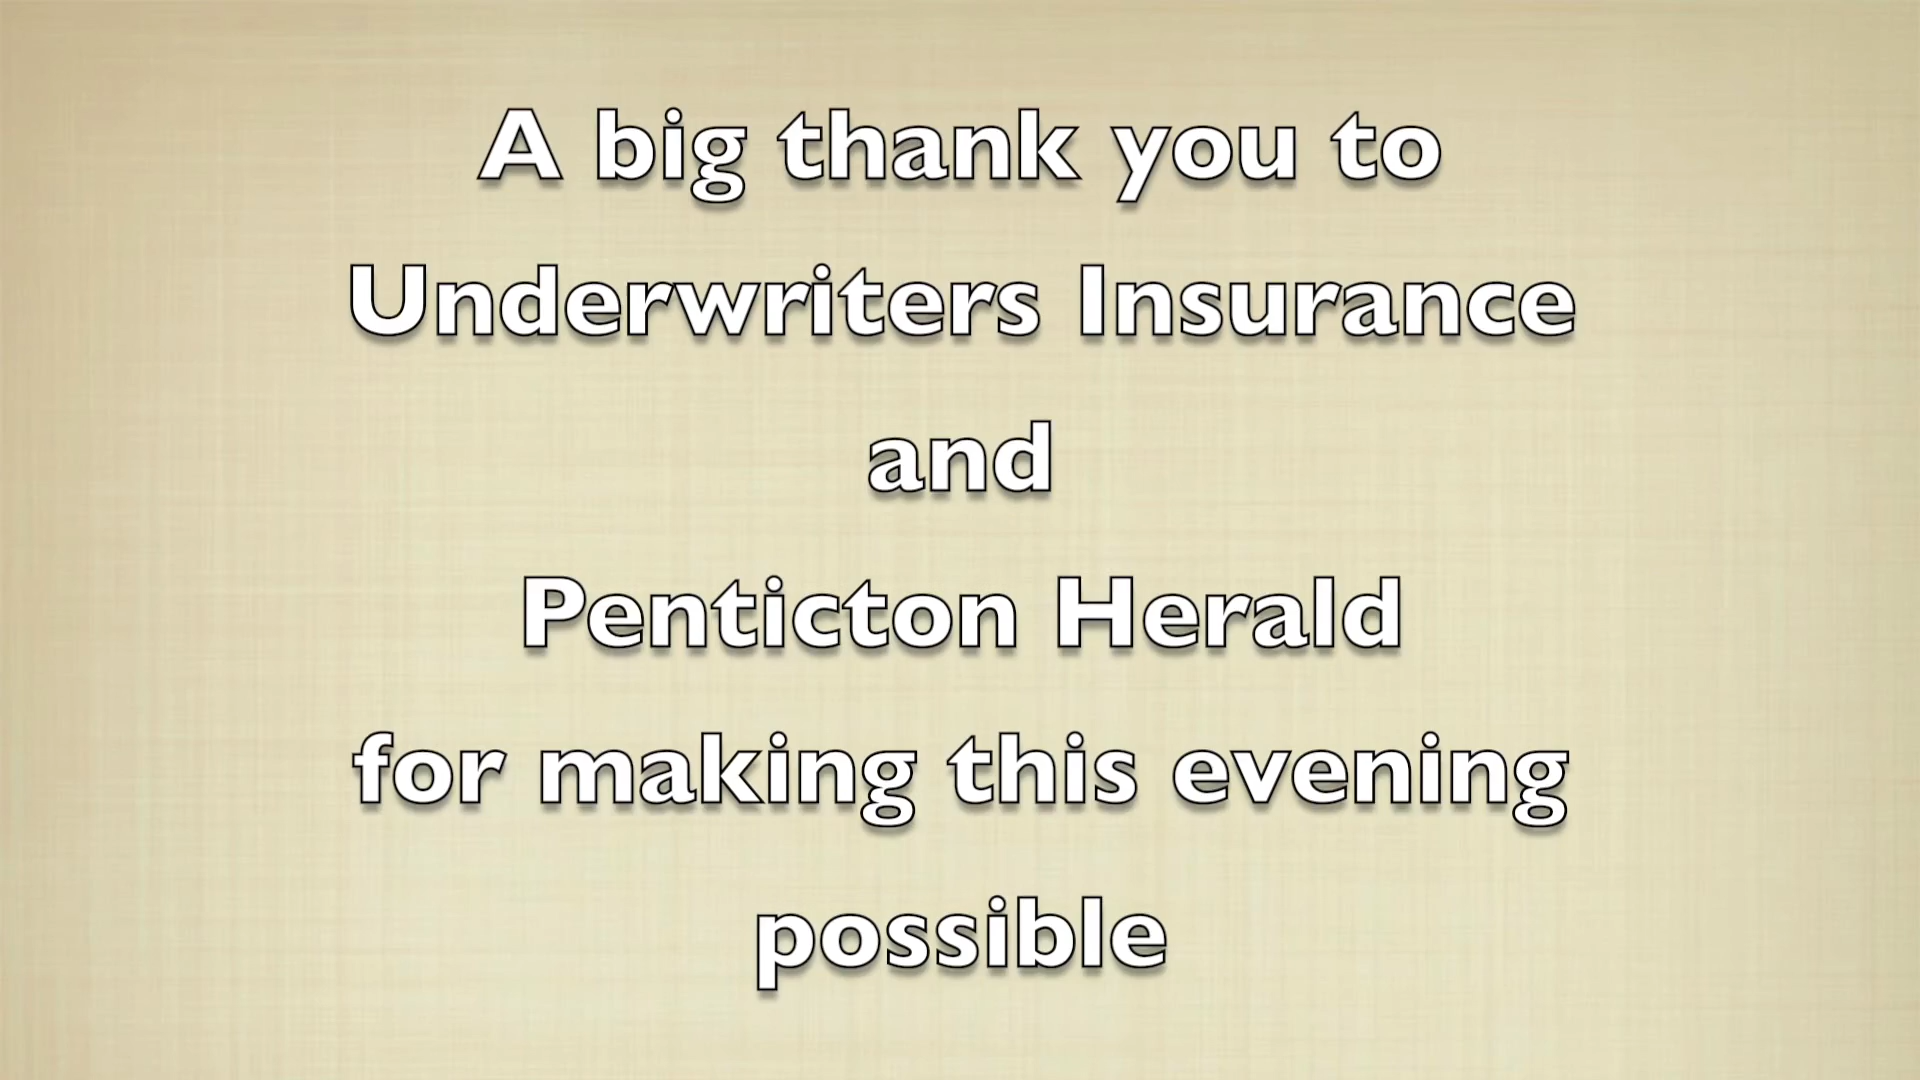 A big thank you to
Underwriters Insurance
and
Penticton Herald
for making this evening
possible